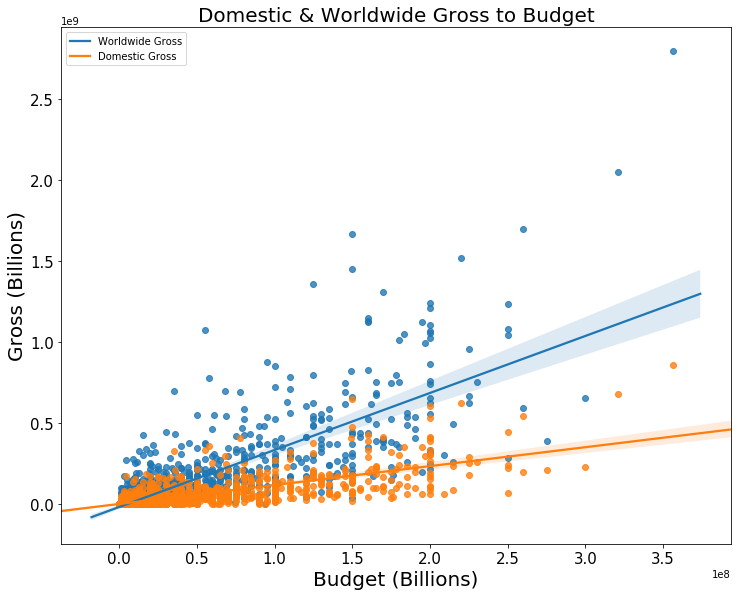 Domestic & Worldwide Gross to Budget
1e9
Worldwide Gross
Domestic Gross
Gross (Billions)
2.5
2.0
1.5
1.0
0.5
0.0
0.0 0.5 1.0 1.5 2.0 2.5 3.0 3.5
1e8
Budget (Billions)